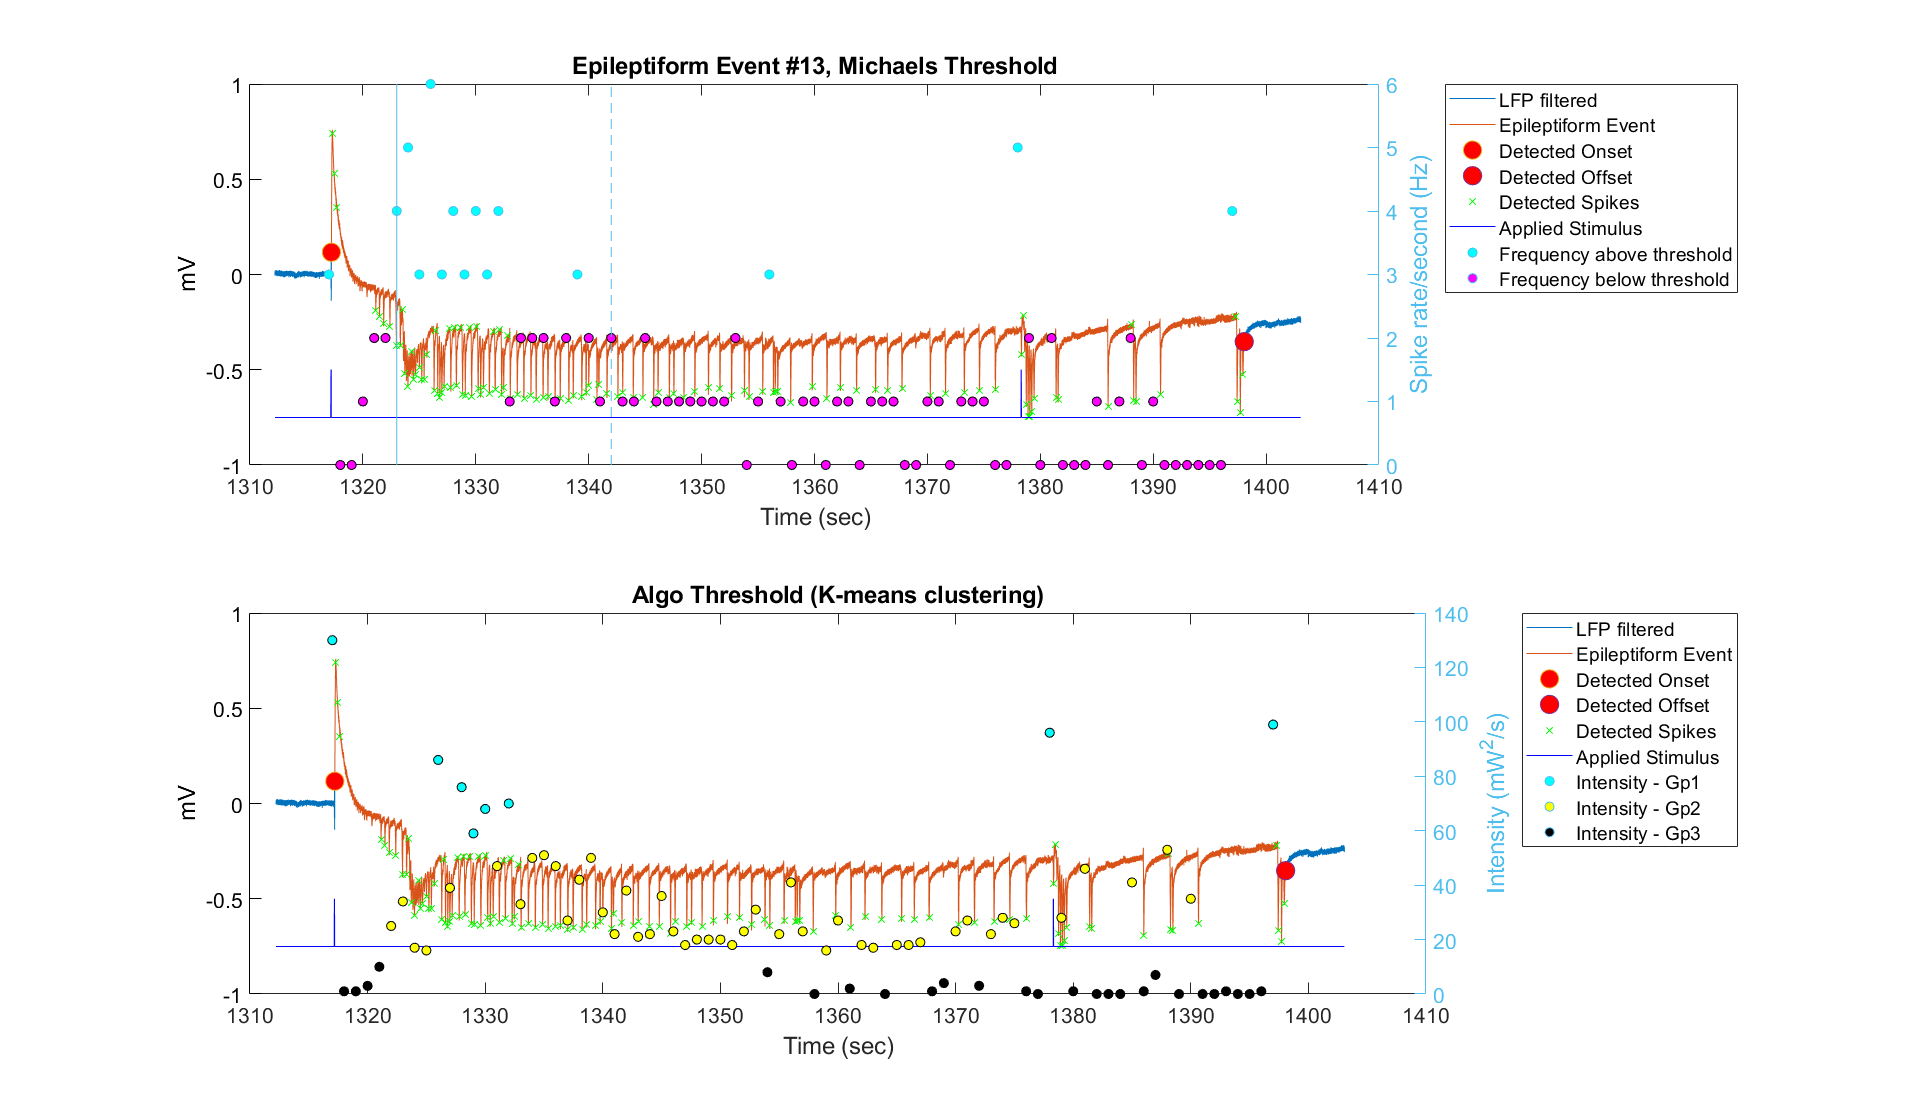 Epileptiform Event #13, Michaels Threshold
1
0.5
0
-0.5
-1
mV
1310
1320
1330
1340
1350
1360
1370
1380
1390
1400
1410
Time (sec)
6
5
4
3
2
1
0
Spike rate/second (Hz)
LFP filtered
Epileptiform Event
Detected Onset
Detected Offset
Detected Spikes
Applied Stimulus
Frequency above threshold
Frequency below threshold
Algo Threshold (K-means clustering)
1
0.5
0
-0.5
-1
mV
1310
1320
1330
1340
1350
1360
1370
1380
1390
1400
1410
Time (sec)
140
120
100
80
60
40
20
0
Intensity (mW²/s)
LFP filtered
Epileptiform Event
Detected Onset
Detected Offset
Detected Spikes
Applied Stimulus
Intensity - Gp1
Intensity - Gp2
Intensity - Gp3